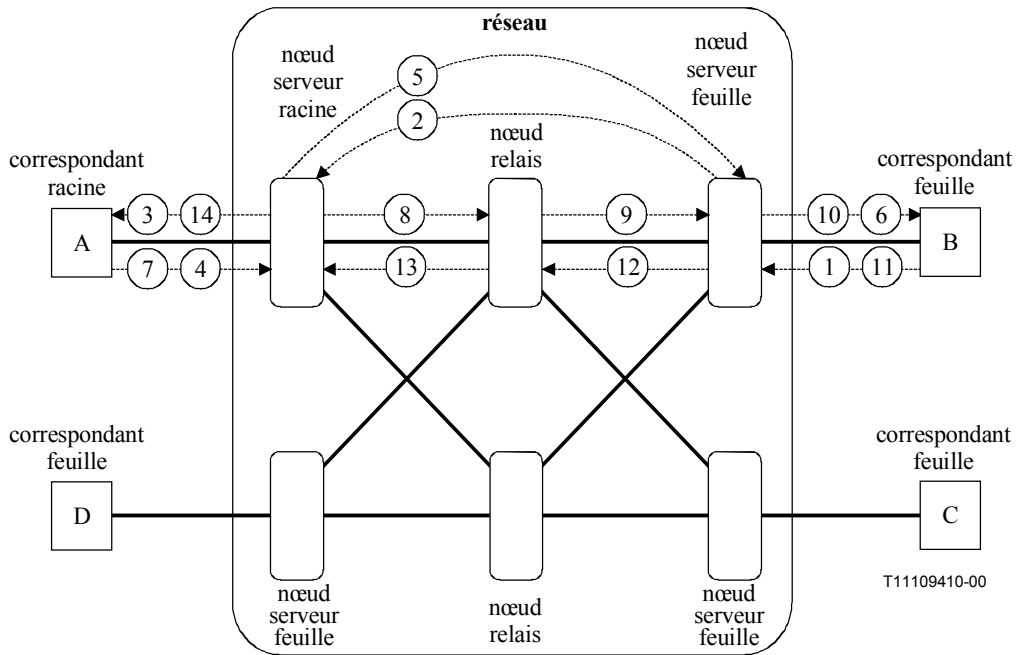 réseau
nœud
serveur
racine
nœud
serveur
feuille
5
2
nœud
relais
correspondant
racine
correspondant
feuille
3 14 8 9 10 6
A
B
7 4 13 12 1 11
correspondant
feuille
correspondant
feuille
D
C
T11109410-00
nœud
serveur
feuille
nœud
relais
nœud
serveur
feuille